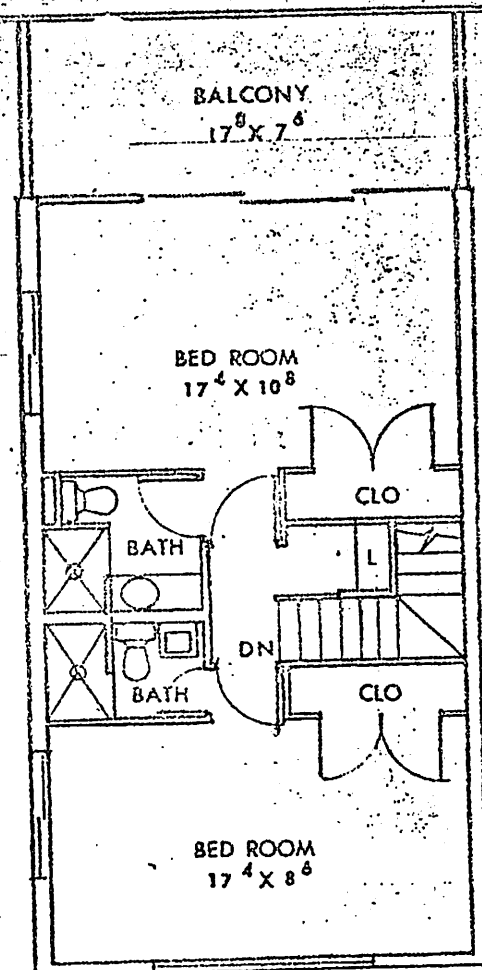 BALCONY
17⁸ X 7⁶
BED ROOM
17⁴ X 10⁸
CLO
BATH
L
DN
BATH
CLO
BED ROOM
17⁴ X 8⁶